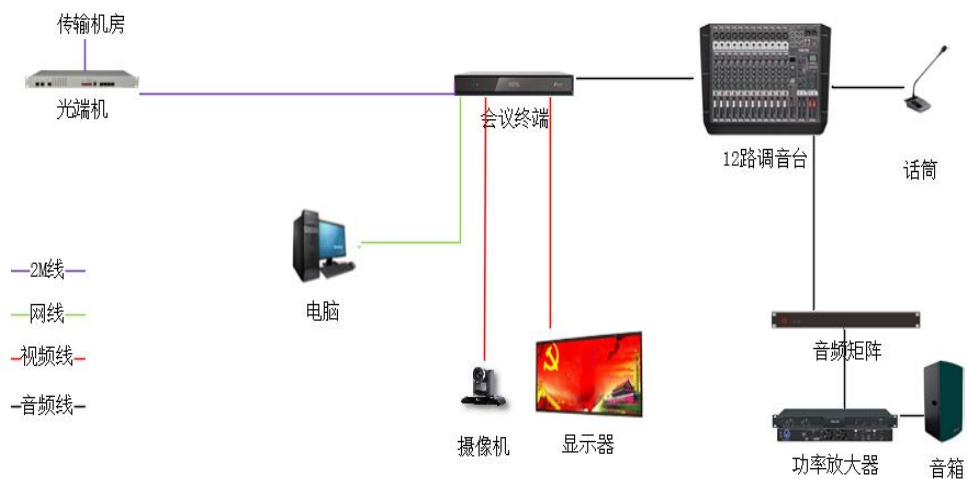 传输机房
光端机
会议终端
12路调音台
话筒
电脑
2M线
网线
视频线
音频线
摄像机
显示器
音频矩阵
功率放大器
音箱